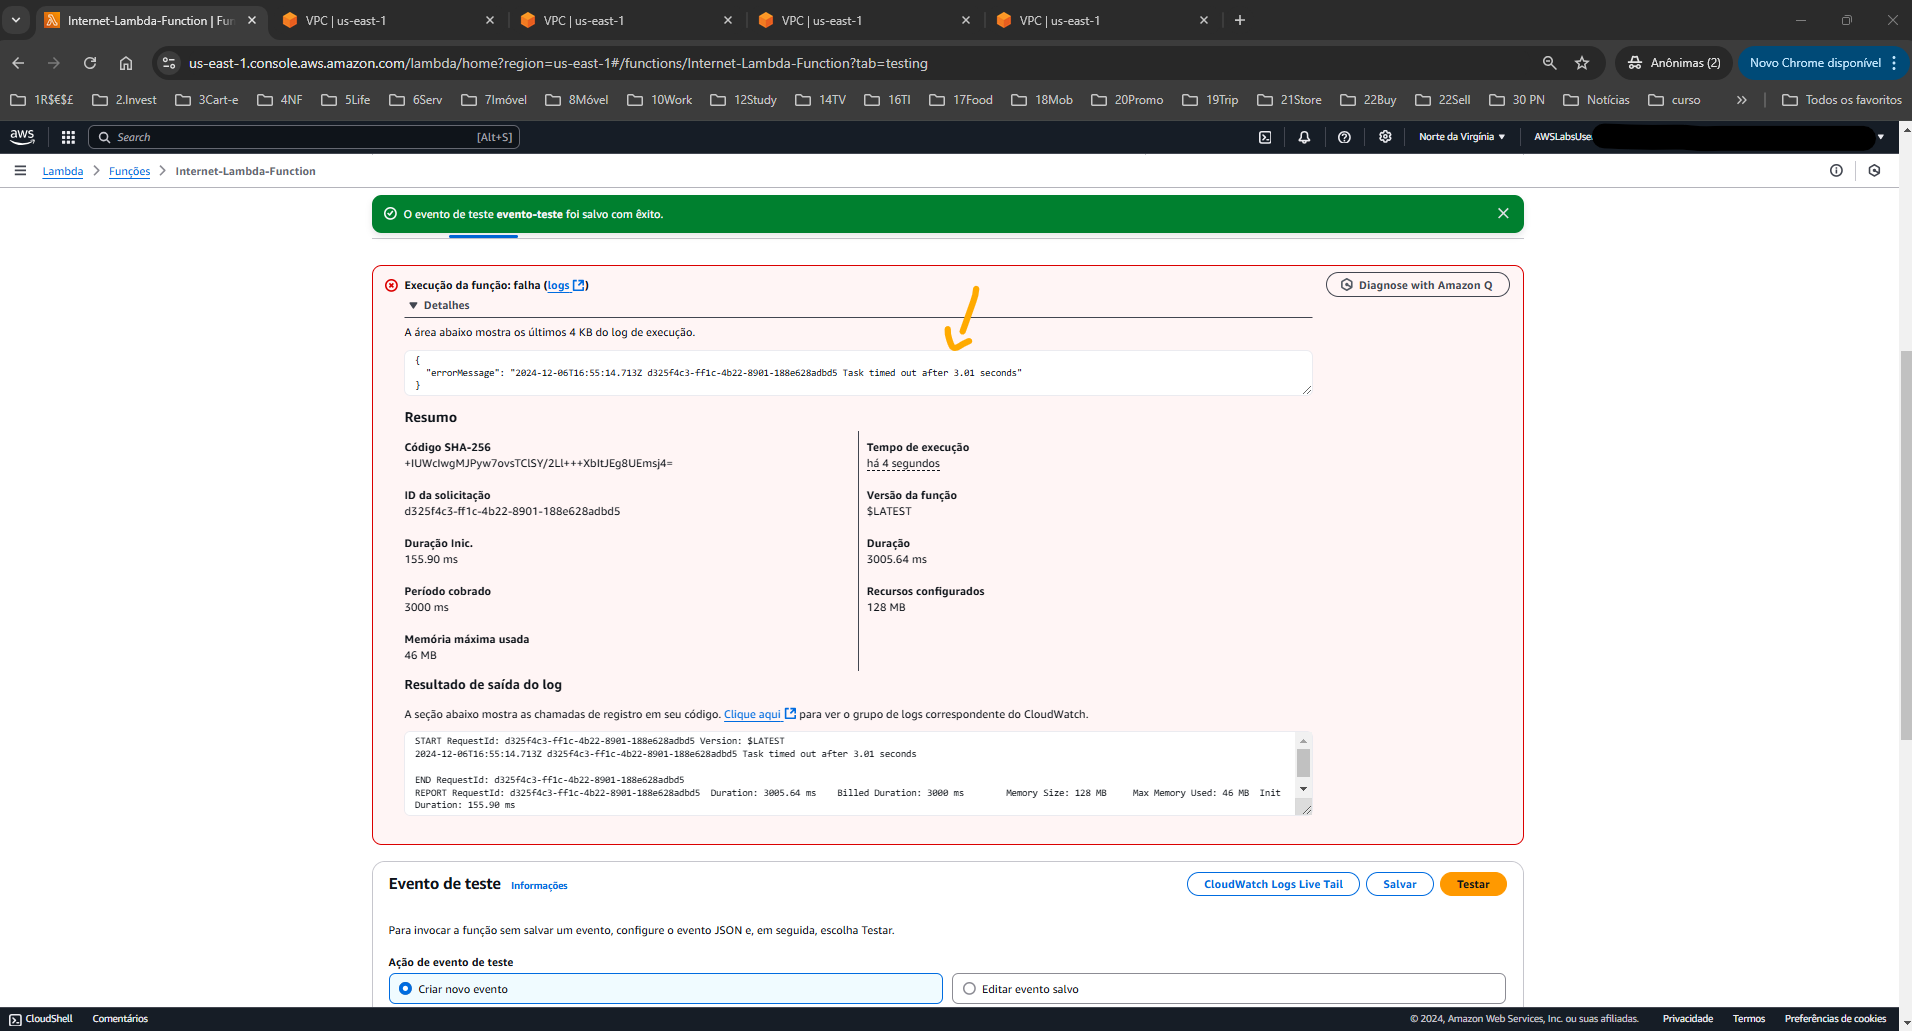 Internet-Lambda-Function | Fun
VPC | us-east-1
VPC | us-east-1
VPC | us-east-1
VPC | us-east-1
us-east-1.console.aws.amazon.com/lambda/home?region=us-east-1#/functions/Internet-Lambda-Function?tab=testing
Anônimas (2)
Novo Chrome disponível
1R$€$£
2.Invest
3Cart-e
4NF
5Life
6Serv
7Imóvel
8Móvel
10Work
12Study
14TV
16TI
17Food
18Mob
20Promo
19Trip
21Store
22Buy
22Sell
30 PN
Notícias
curso
Todos os favoritos
aws
Search
[Alt+S]
Norte da Virgínia
AWSLabsUse
Lambda
Funções
Internet-Lambda-Function
O evento de teste evento-teste foi salvo com êxito.
Execução da função: falha (logs)
Diagnose with Amazon Q
Detalhes
A área abaixo mostra os últimos 4 KB do log de execução.
{
"errorMessage": "2024-12-06T16:55:14.713Z d325f4c3-ff1c-4b22-8901-188e628adbd5 Task timed out after 3.01 seconds"
}
Resumo
Código SHA-256
+IUWcIwgMJPyw7ovsTClSY/2Ll+++XbItJEg8UEmsj4=
Tempo de execução
há 4 segundos
ID da solicitação
d325f4c3-ff1c-4b22-8901-188e628adbd5
Versão da função
$LATEST
Duração Inic.
155.90 ms
Duração
3005.64 ms
Período cobrado
3000 ms
Recursos configurados
128 MB
Memória máxima usada
46 MB
Resultado de saída do log
A seção abaixo mostra as chamadas de registro em seu código. Clique aqui para ver o grupo de logs correspondente do CloudWatch.
START RequestId: d325f4c3-ff1c-4b22-8901-188e628adbd5 Version: $LATEST
2024-12-06T16:55:14.713Z d325f4c3-ff1c-4b22-8901-188e628adbd5 Task timed out after 3.01 seconds
END RequestId: d325f4c3-ff1c-4b22-8901-188e628adbd5
REPORT RequestId: d325f4c3-ff1c-4b22-8901-188e628adbd5 Duration: 3005.64 ms Billed Duration: 3000 ms Memory Size: 128 MB Max Memory Used: 46 MB Init
Duration: 155.90 ms
Evento de teste
Informações
CloudWatch Logs Live Tail
Salvar
Testar
Para invocar a função sem salvar um evento, configure o evento JSON e, em seguida, escolha Testar.
Ação de evento de teste
Criar novo evento
Editar evento salvo
CloudShell
Comentários
© 2024, Amazon Web Services, Inc. ou suas afiliadas.
Privacidade
Termos
Preferências de cookies